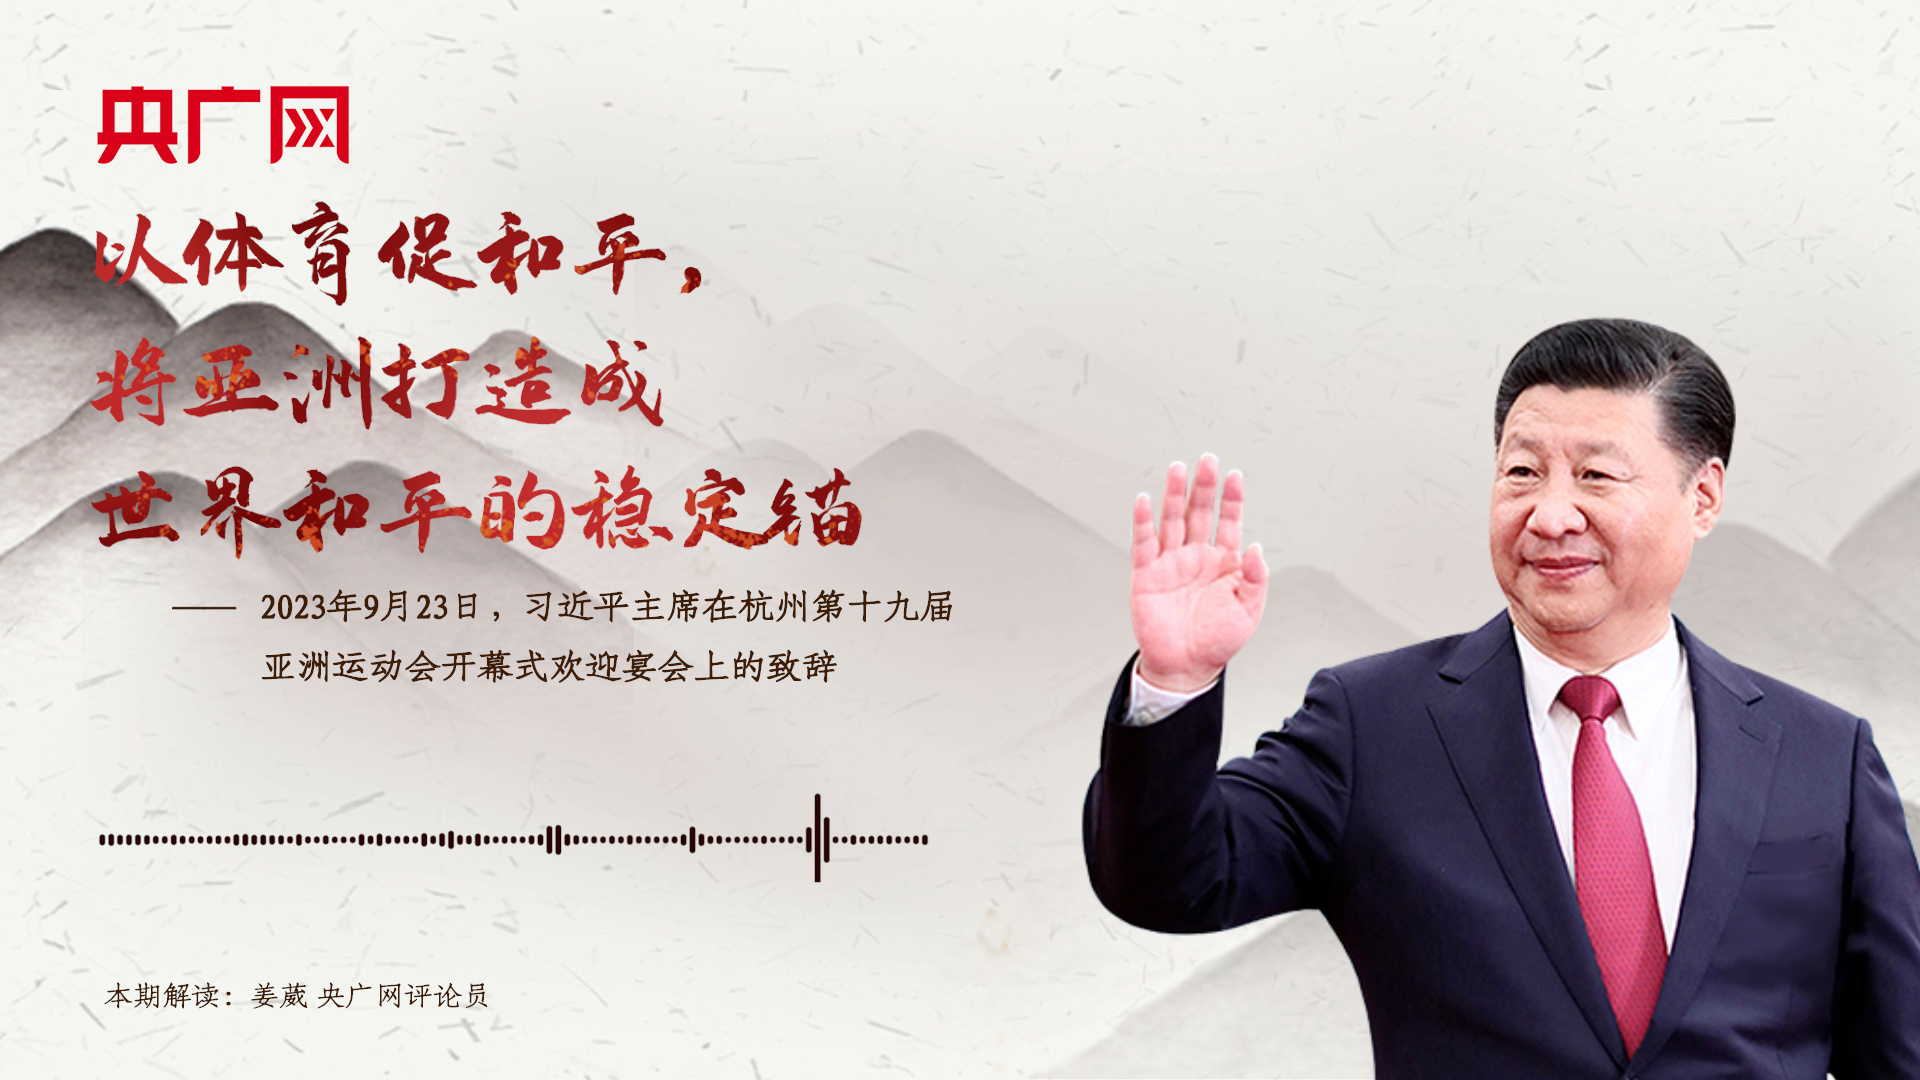 央广网
以体育促和平，
将亚洲打造成
世界和平的稳定锚
—— 2023年9月23日，习近平主席在杭州第十九届
亚洲运动会开幕式欢迎宴会上的致辞
本期解读：姜葳 央广网评论员